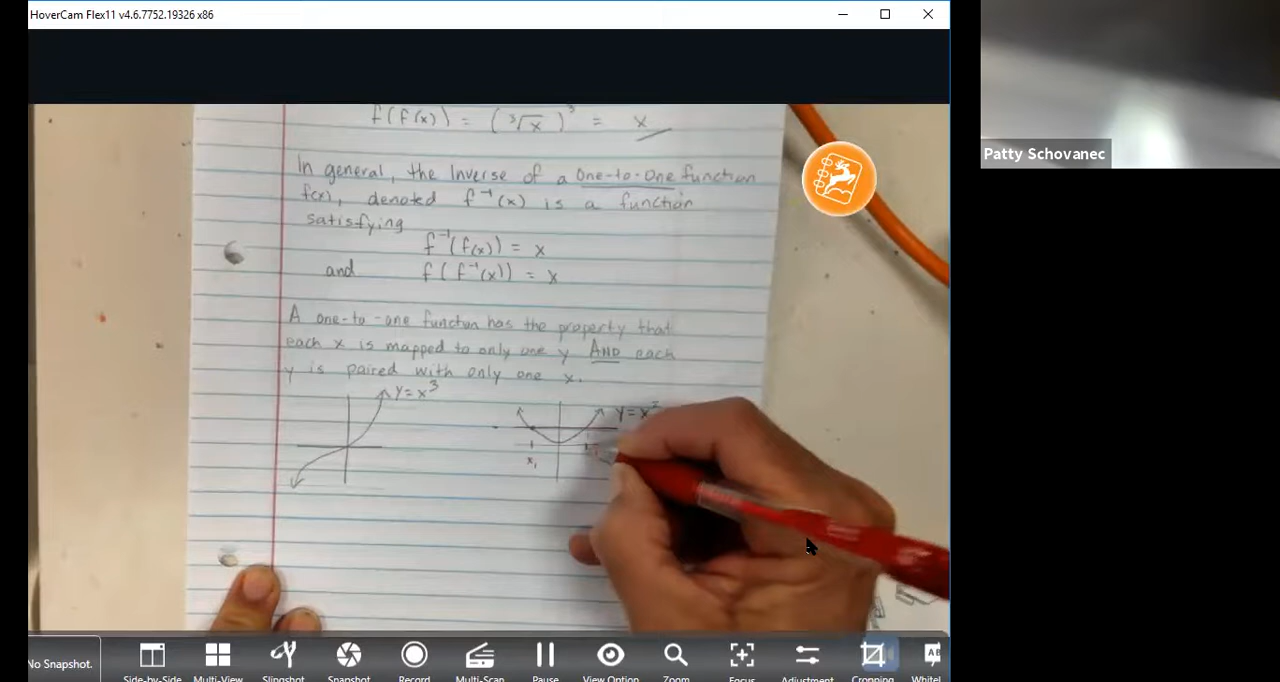 HoverCam Flex11 v4.6.7752.19326 x86
f(f(x)) = (∛x)³ = x
In general, the Inverse of a one-to-one function
f(x), denoted f⁻¹(x) is a function
satisfying
f⁻¹(f(x)) = x
and f(f⁻¹(x)) = x
A one-to-one functun has the property that
each x is mapped to only one y AND each
y is paired with only one x.
y=x³
y=x²
x₁
Patty Schovanec
No Snapshot.
Side-by-Side Multi-View Slingshot Snapshot Record Multi-Scan Pause View Option Zoom Focus Adjustment Cropping